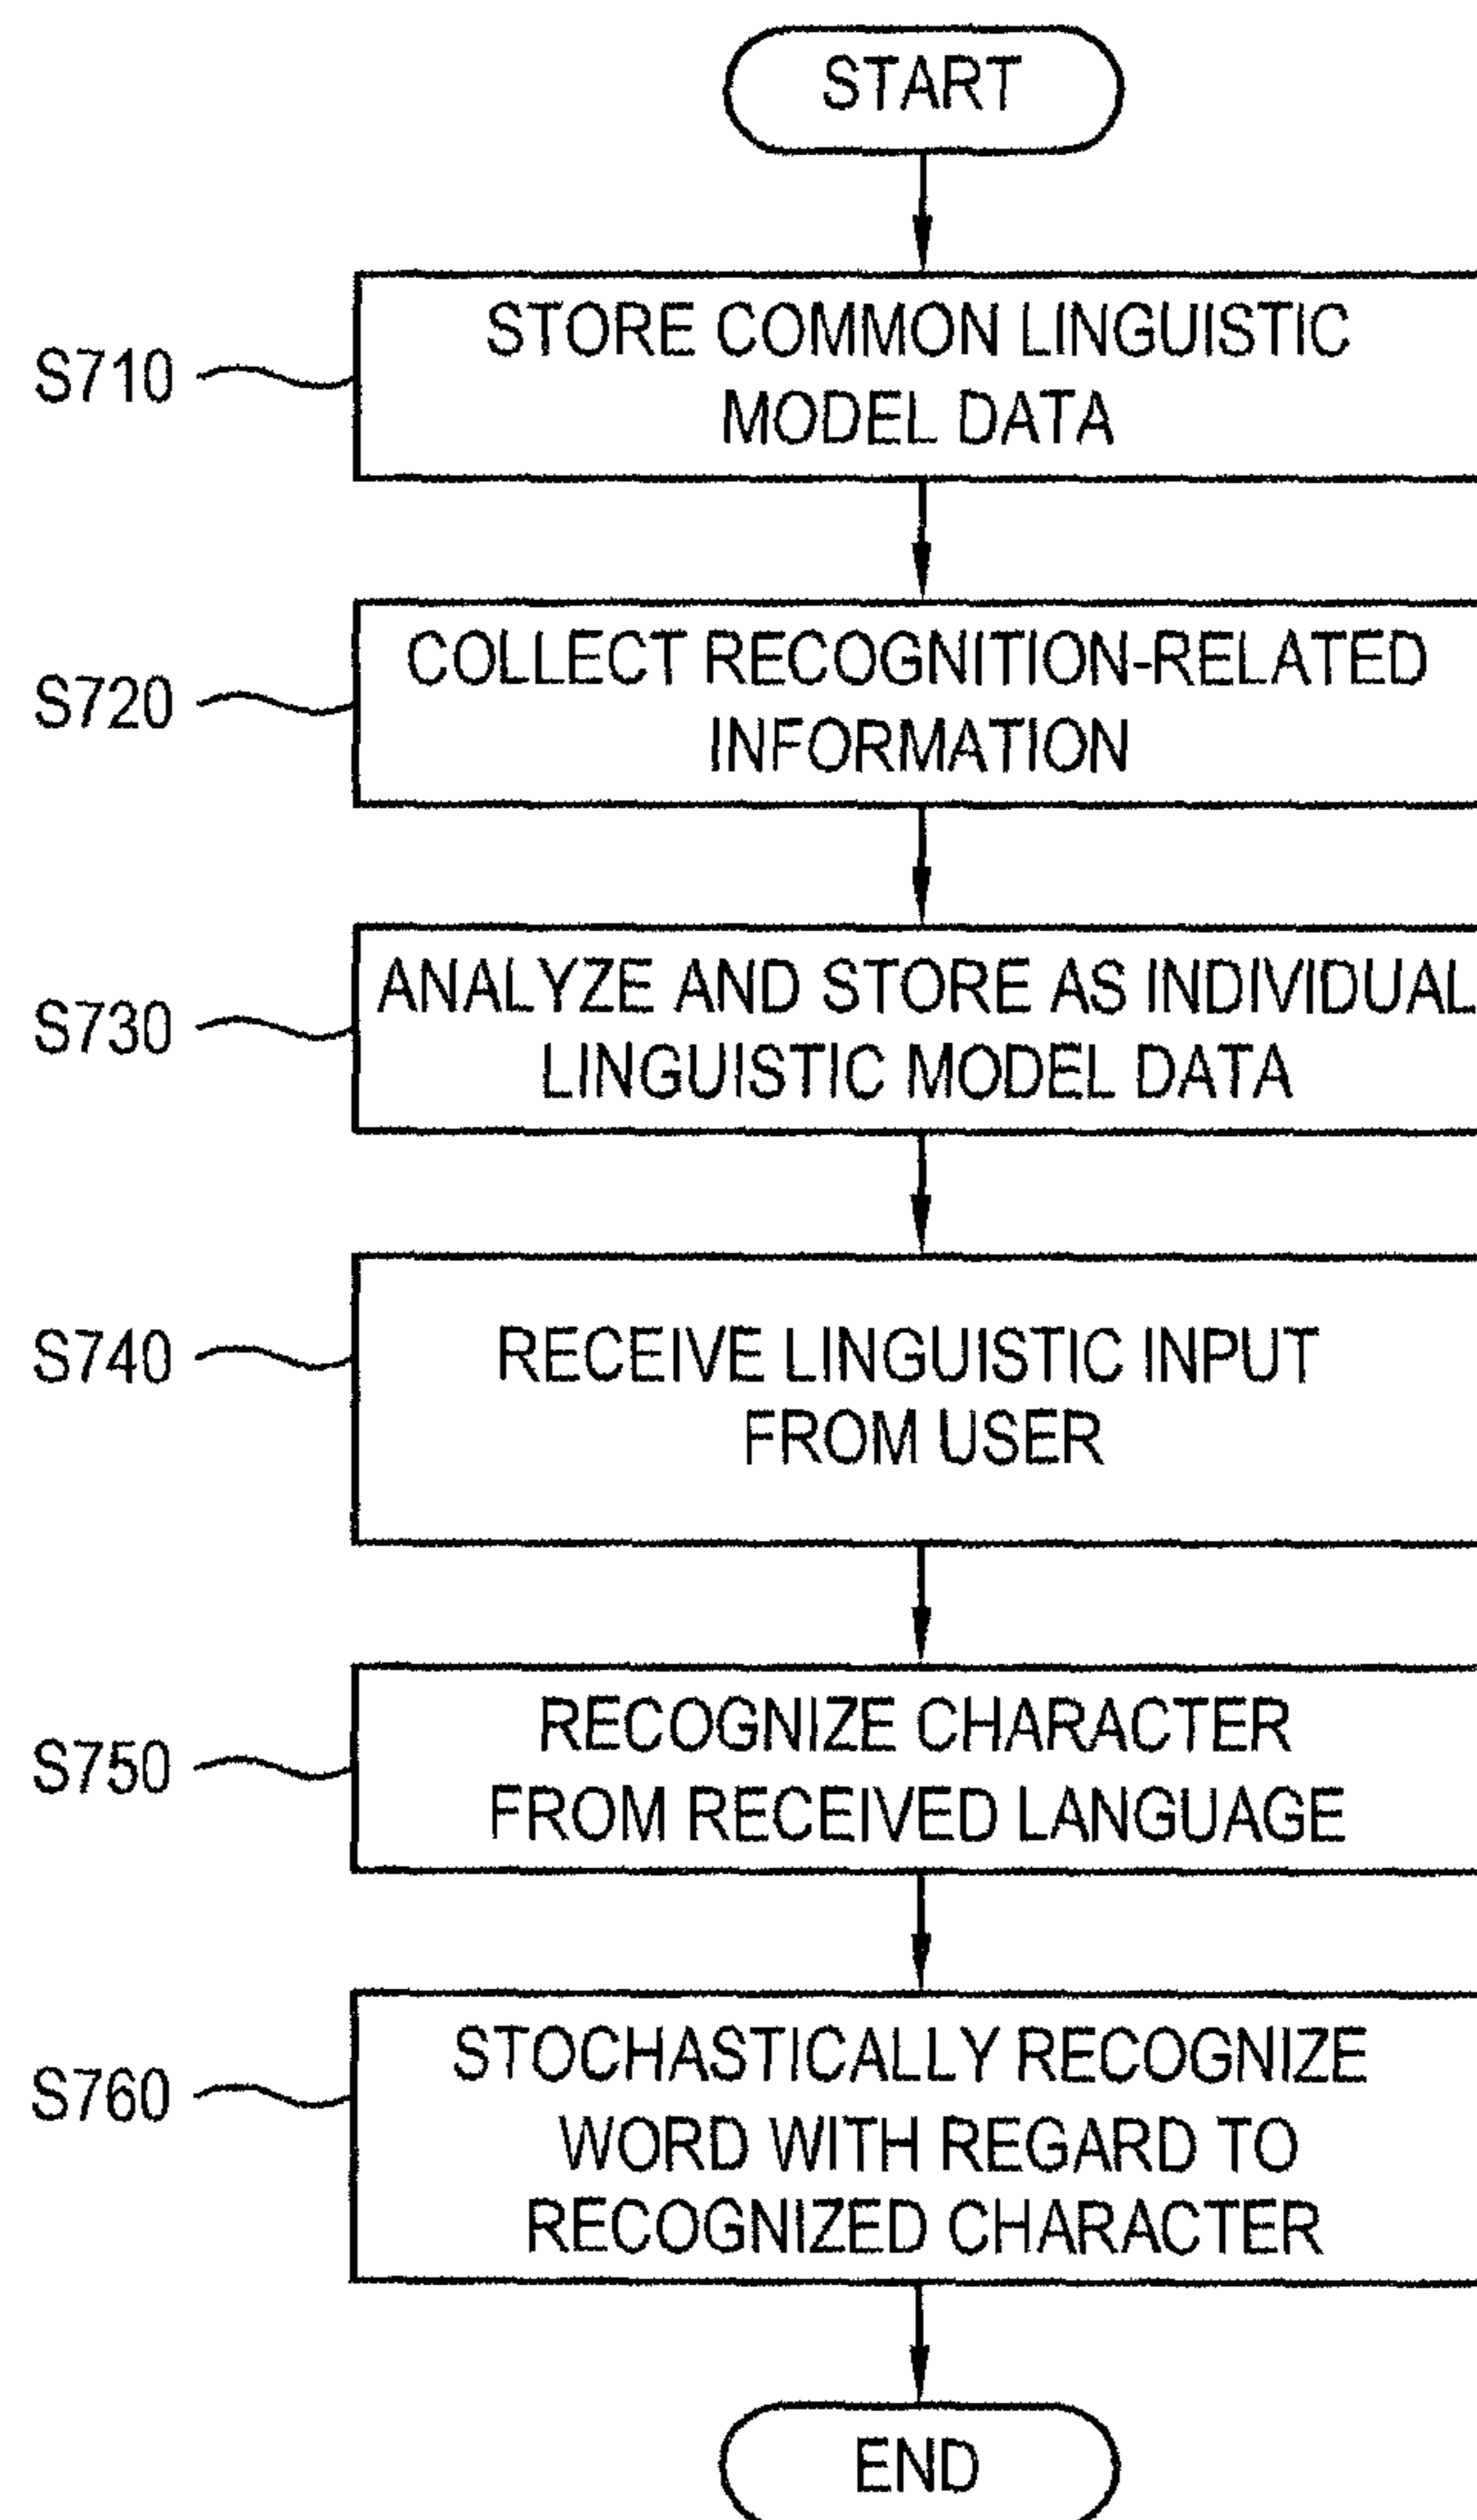 START
S710
STORE COMMON LINGUISTIC
MODEL DATA
S720
COLLECT RECOGNITION-RELATED
INFORMATION
S730
ANALYZE AND STORE AS INDIVIDUAL
LINGUISTIC MODEL DATA
S740
RECEIVE LINGUISTIC INPUT
FROM USER
S750
RECOGNIZE CHARACTER
FROM RECEIVED LANGUAGE
S760
STOCHASTICALLY RECOGNIZE
WORD WITH REGARD TO
RECOGNIZED CHARACTER
END